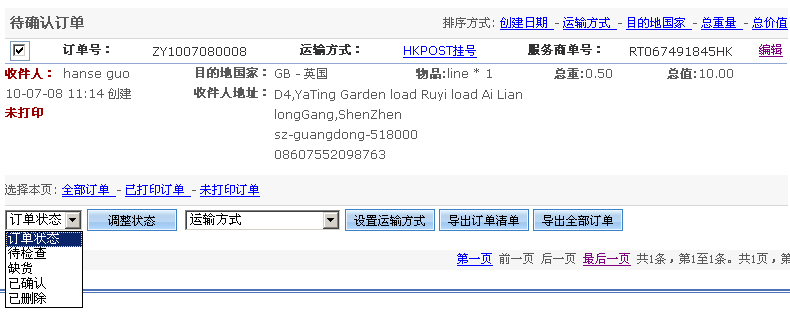 待确认订单 排序方式: 创建日期 - 运输方式 - 目的地国家 - 总重量 - 总价值
订单号： ZY1007080008 运输方式： HKPOST挂号 服务商单号： RT067491845HK 编辑
收件人： hanse guo 目的地国家： GB - 英国 物品:line * 1 总重:0.50 总值:10.00
10-07-08 11:14 创建 收件人地址： D4,YaTing Garden load Ruyi load Ai Lian
未打印 longGang,ShenZhen
sz-guangdong-518000
08607552098763
选择本页: 全部订单 - 已打印订单 - 未打印订单
订单状态 调整状态 运输方式 设置运输方式 导出订单清单 导出全部订单
订单状态
待检查
缺货
已确认
已删除
第一页 前一页 后一页 最后一页 共1条，第1至1条。共1页，第